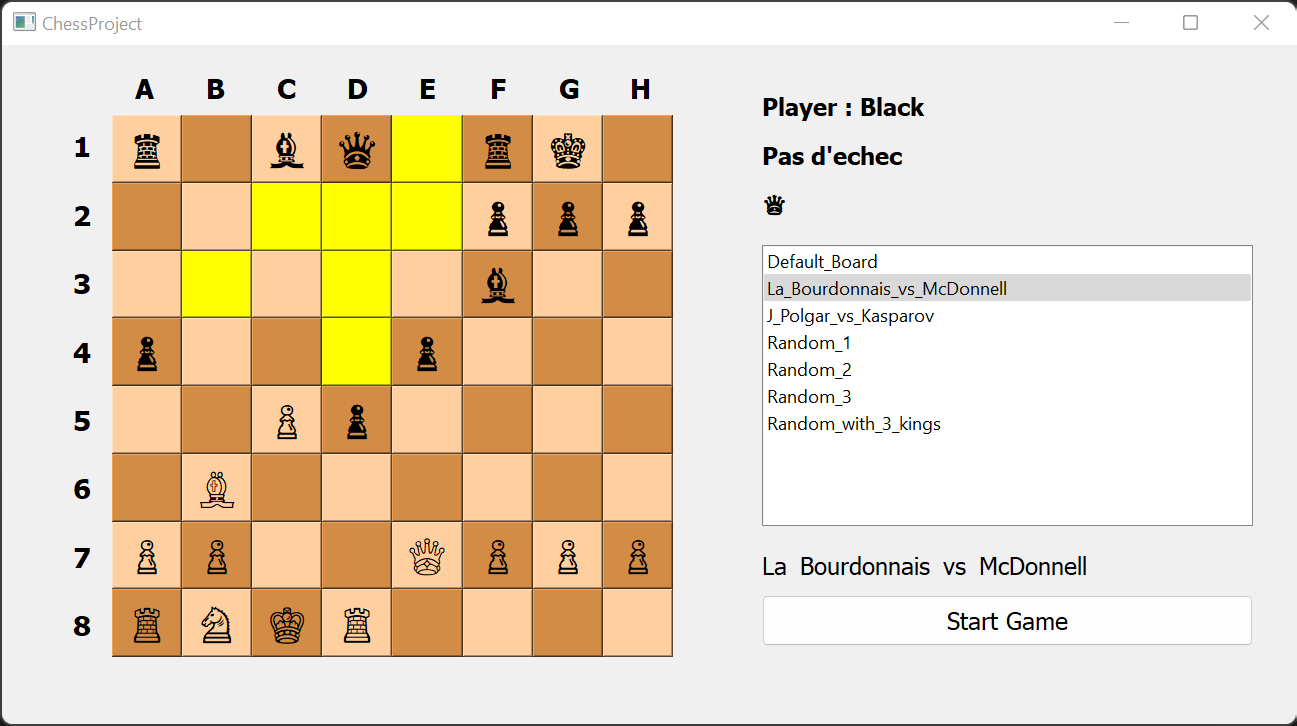 ChessProject
A B C D E F G H
1
2
3
4
5
6
7
8
Player : Black
Pas d'echec
♛
Default_Board
La_Bourdonnais_vs_McDonnell
J_Polgar_vs_Kasparov
Random_1
Random_2
Random_3
Random_with_3_kings
La Bourdonnais vs McDonnell
Start Game